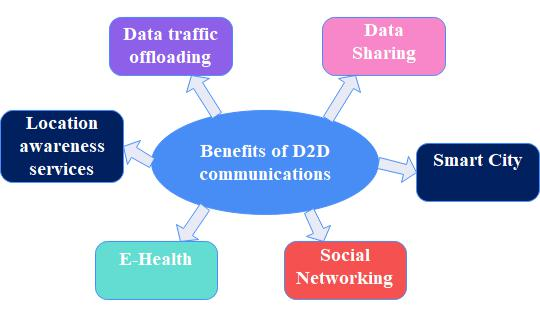 Data traffic
offloading
Data
Sharing
Location
awareness
services
Benefits of D2D
communications
Smart City
E-Health
Social
Networking